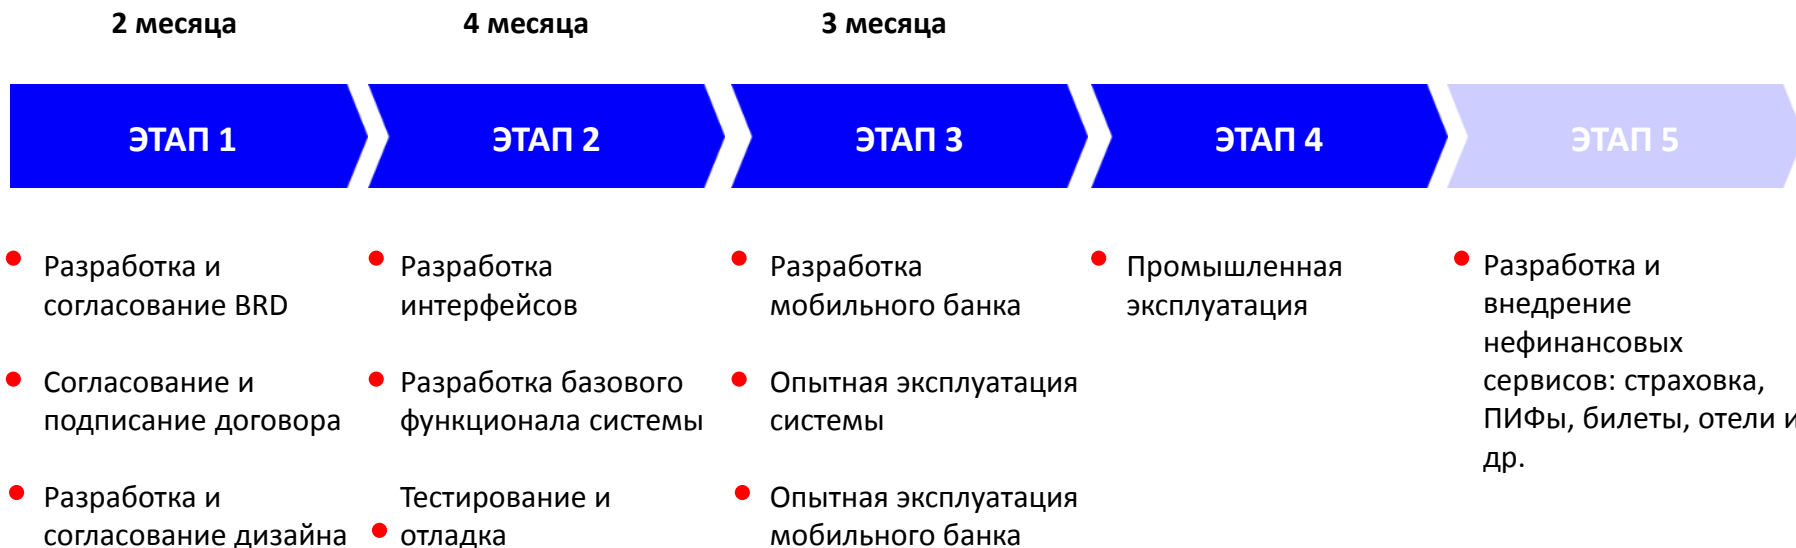 2 месяца
4 месяца
3 месяца
ЭТАП 1
ЭТАП 2
ЭТАП 3
ЭТАП 4
ЭТАП 5
Разработка и
согласование BRD
Согласование и
подписание договора
Разработка и
согласование дизайна
Разработка
интерфейсов
Разработка базового
функционала системы
Тестирование и
отладка
Разработка
мобильного банка
Опытная эксплуатация
системы
Опытная эксплуатация
мобильного банка
Промышленная
эксплуатация
Разработка и
внедрение
нефинансовых
сервисов: страховка,
ПИФы, билеты, отели и
др.